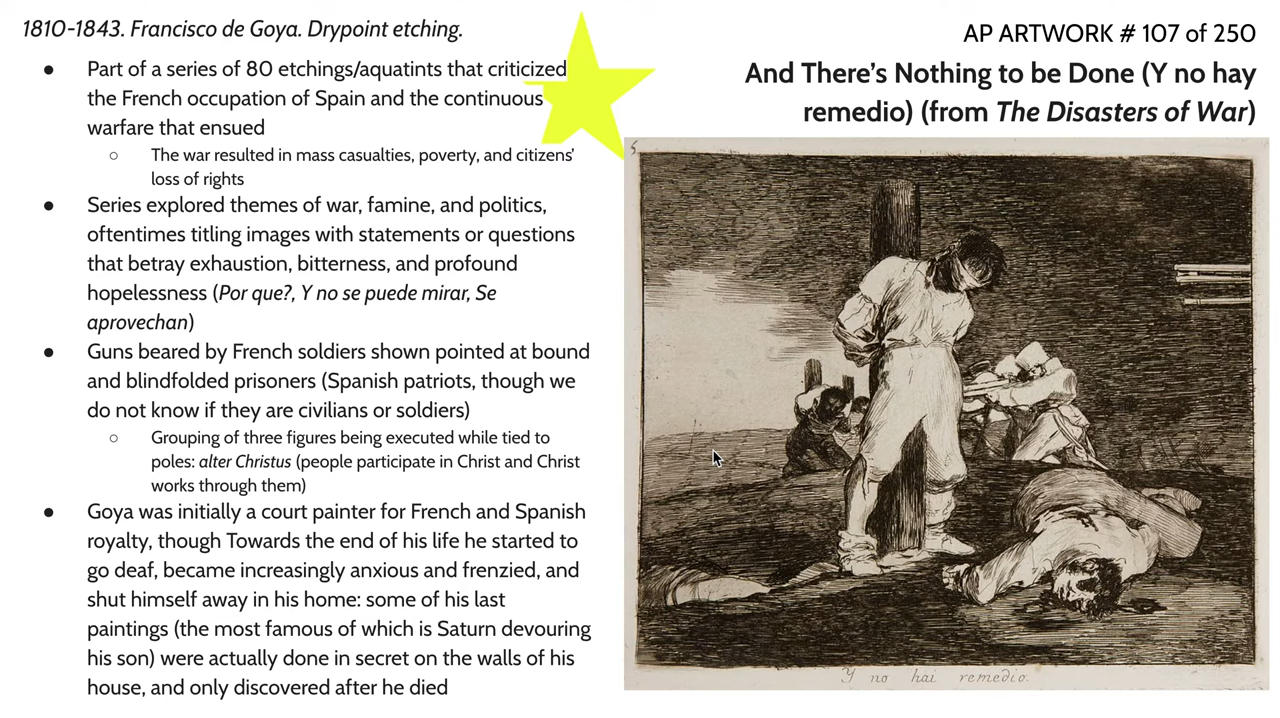 1810-1843. Francisco de Goya. Drypoint etching.
● Part of a series of 80 etchings/aquatints that criticized
the French occupation of Spain and the continuous
warfare that ensued
○ The war resulted in mass casualties, poverty, and citizens'
loss of rights
● Series explored themes of war, famine, and politics,
oftentimes titling images with statements or questions
that betray exhaustion, bitterness, and profound
hopelessness (Por que?, Y no se puede mirar, Se
aprovechan)
● Guns beared by French soldiers shown pointed at bound
and blindfolded prisoners (Spanish patriots, though we
do not know if they are civilians or soldiers)
○ Grouping of three figures being executed while tied to
poles: alter Christus (people participate in Christ and Christ
works through them)
● Goya was initially a court painter for French and Spanish
royalty, though Towards the end of his life he started to
go deaf, became increasingly anxious and frenzied, and
shut himself away in his home: some of his last
paintings (the most famous of which is Saturn devouring
his son) were actually done in secret on the walls of his
house, and only discovered after he died
AP ARTWORK # 107 of 250
And There's Nothing to be Done (Y no hay
remedio) (from The Disasters of War)
Y no hai remedio.